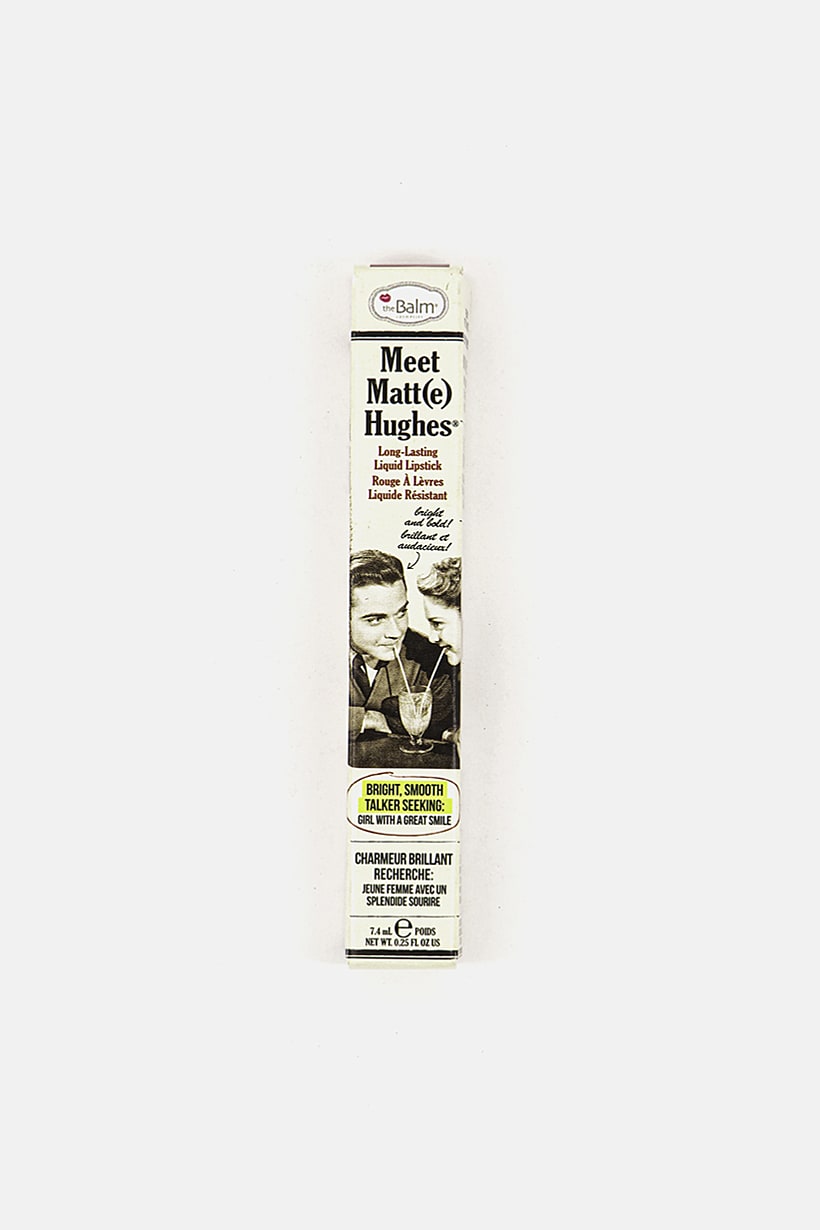 the Balm®
Meet
Matt(e)
Hughes®
Long-Lasting
Liquid Lipstick
Rouge À Lèvres
Liquide Résistant
bright
and bold!
brillant et
audacieux!
BRIGHT, SMOOTH
TALKER SEEKING:
GIRL WITH A GREAT SMILE
CHARMEUR BRILLANT
RECHERCHE:
JEUNE FEMME AVEC UN
SPLENDIDE SOURIRE
7.4 mL e POIDS
NET WT. 0.25 FL OZ US